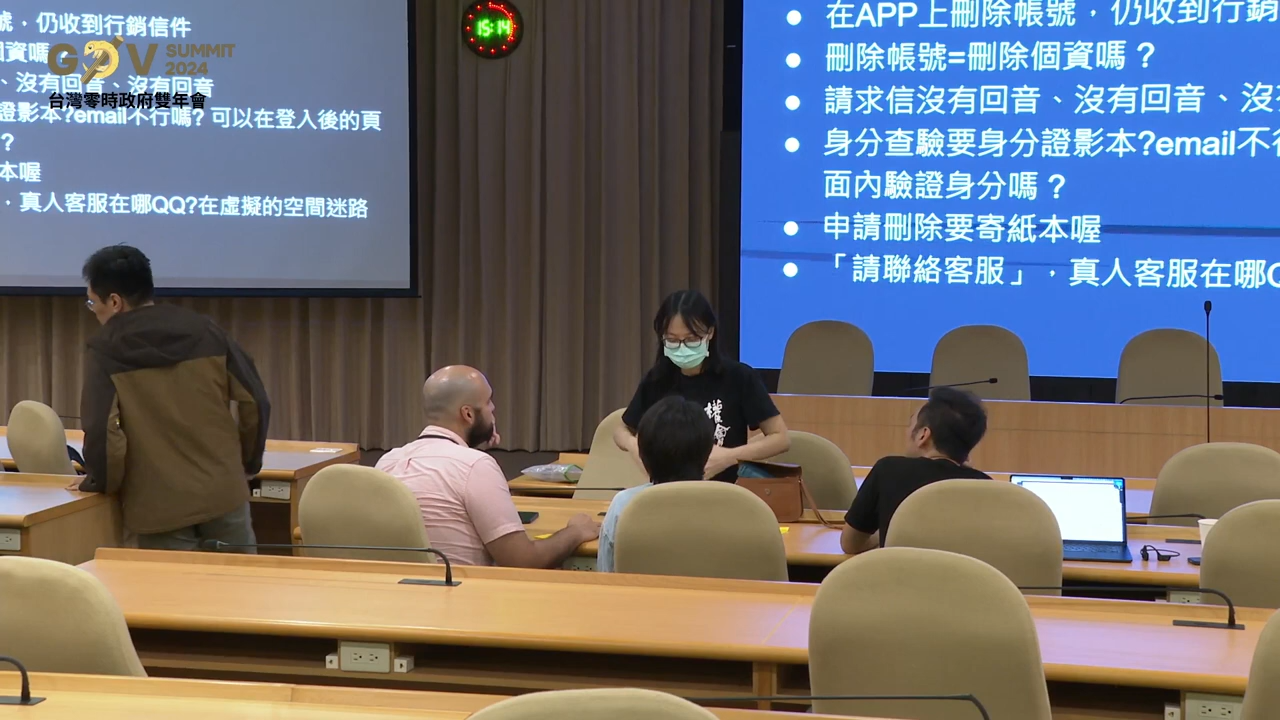 號，仍收到行銷信件
個資嗎？
、沒有回音、沒有回音
證影本?email不行嗎? 可以在登入後的頁
？
本喔
，真人客服在哪QQ?在虛擬的空間迷路
G0V SUMMIT 2024
台灣零時政府雙年會
15:14
● 在APP上刪除帳號，仍收到行銷
● 刪除帳號=刪除個資嗎？
● 請求信沒有回音、沒有回音、沒
● 身分查驗要身分證影本?email不
面內驗證身分嗎？
● 申請刪除要寄紙本喔
● 「請聯絡客服」，真人客服在哪
權會